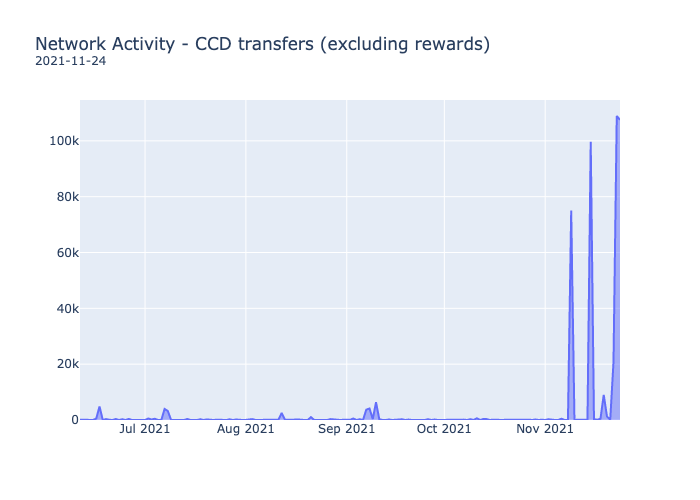 Network Activity - CCD transfers (excluding rewards)
2021-11-24
100k
80k
60k
40k
20k
0
Jul 2021 Aug 2021 Sep 2021 Oct 2021 Nov 2021